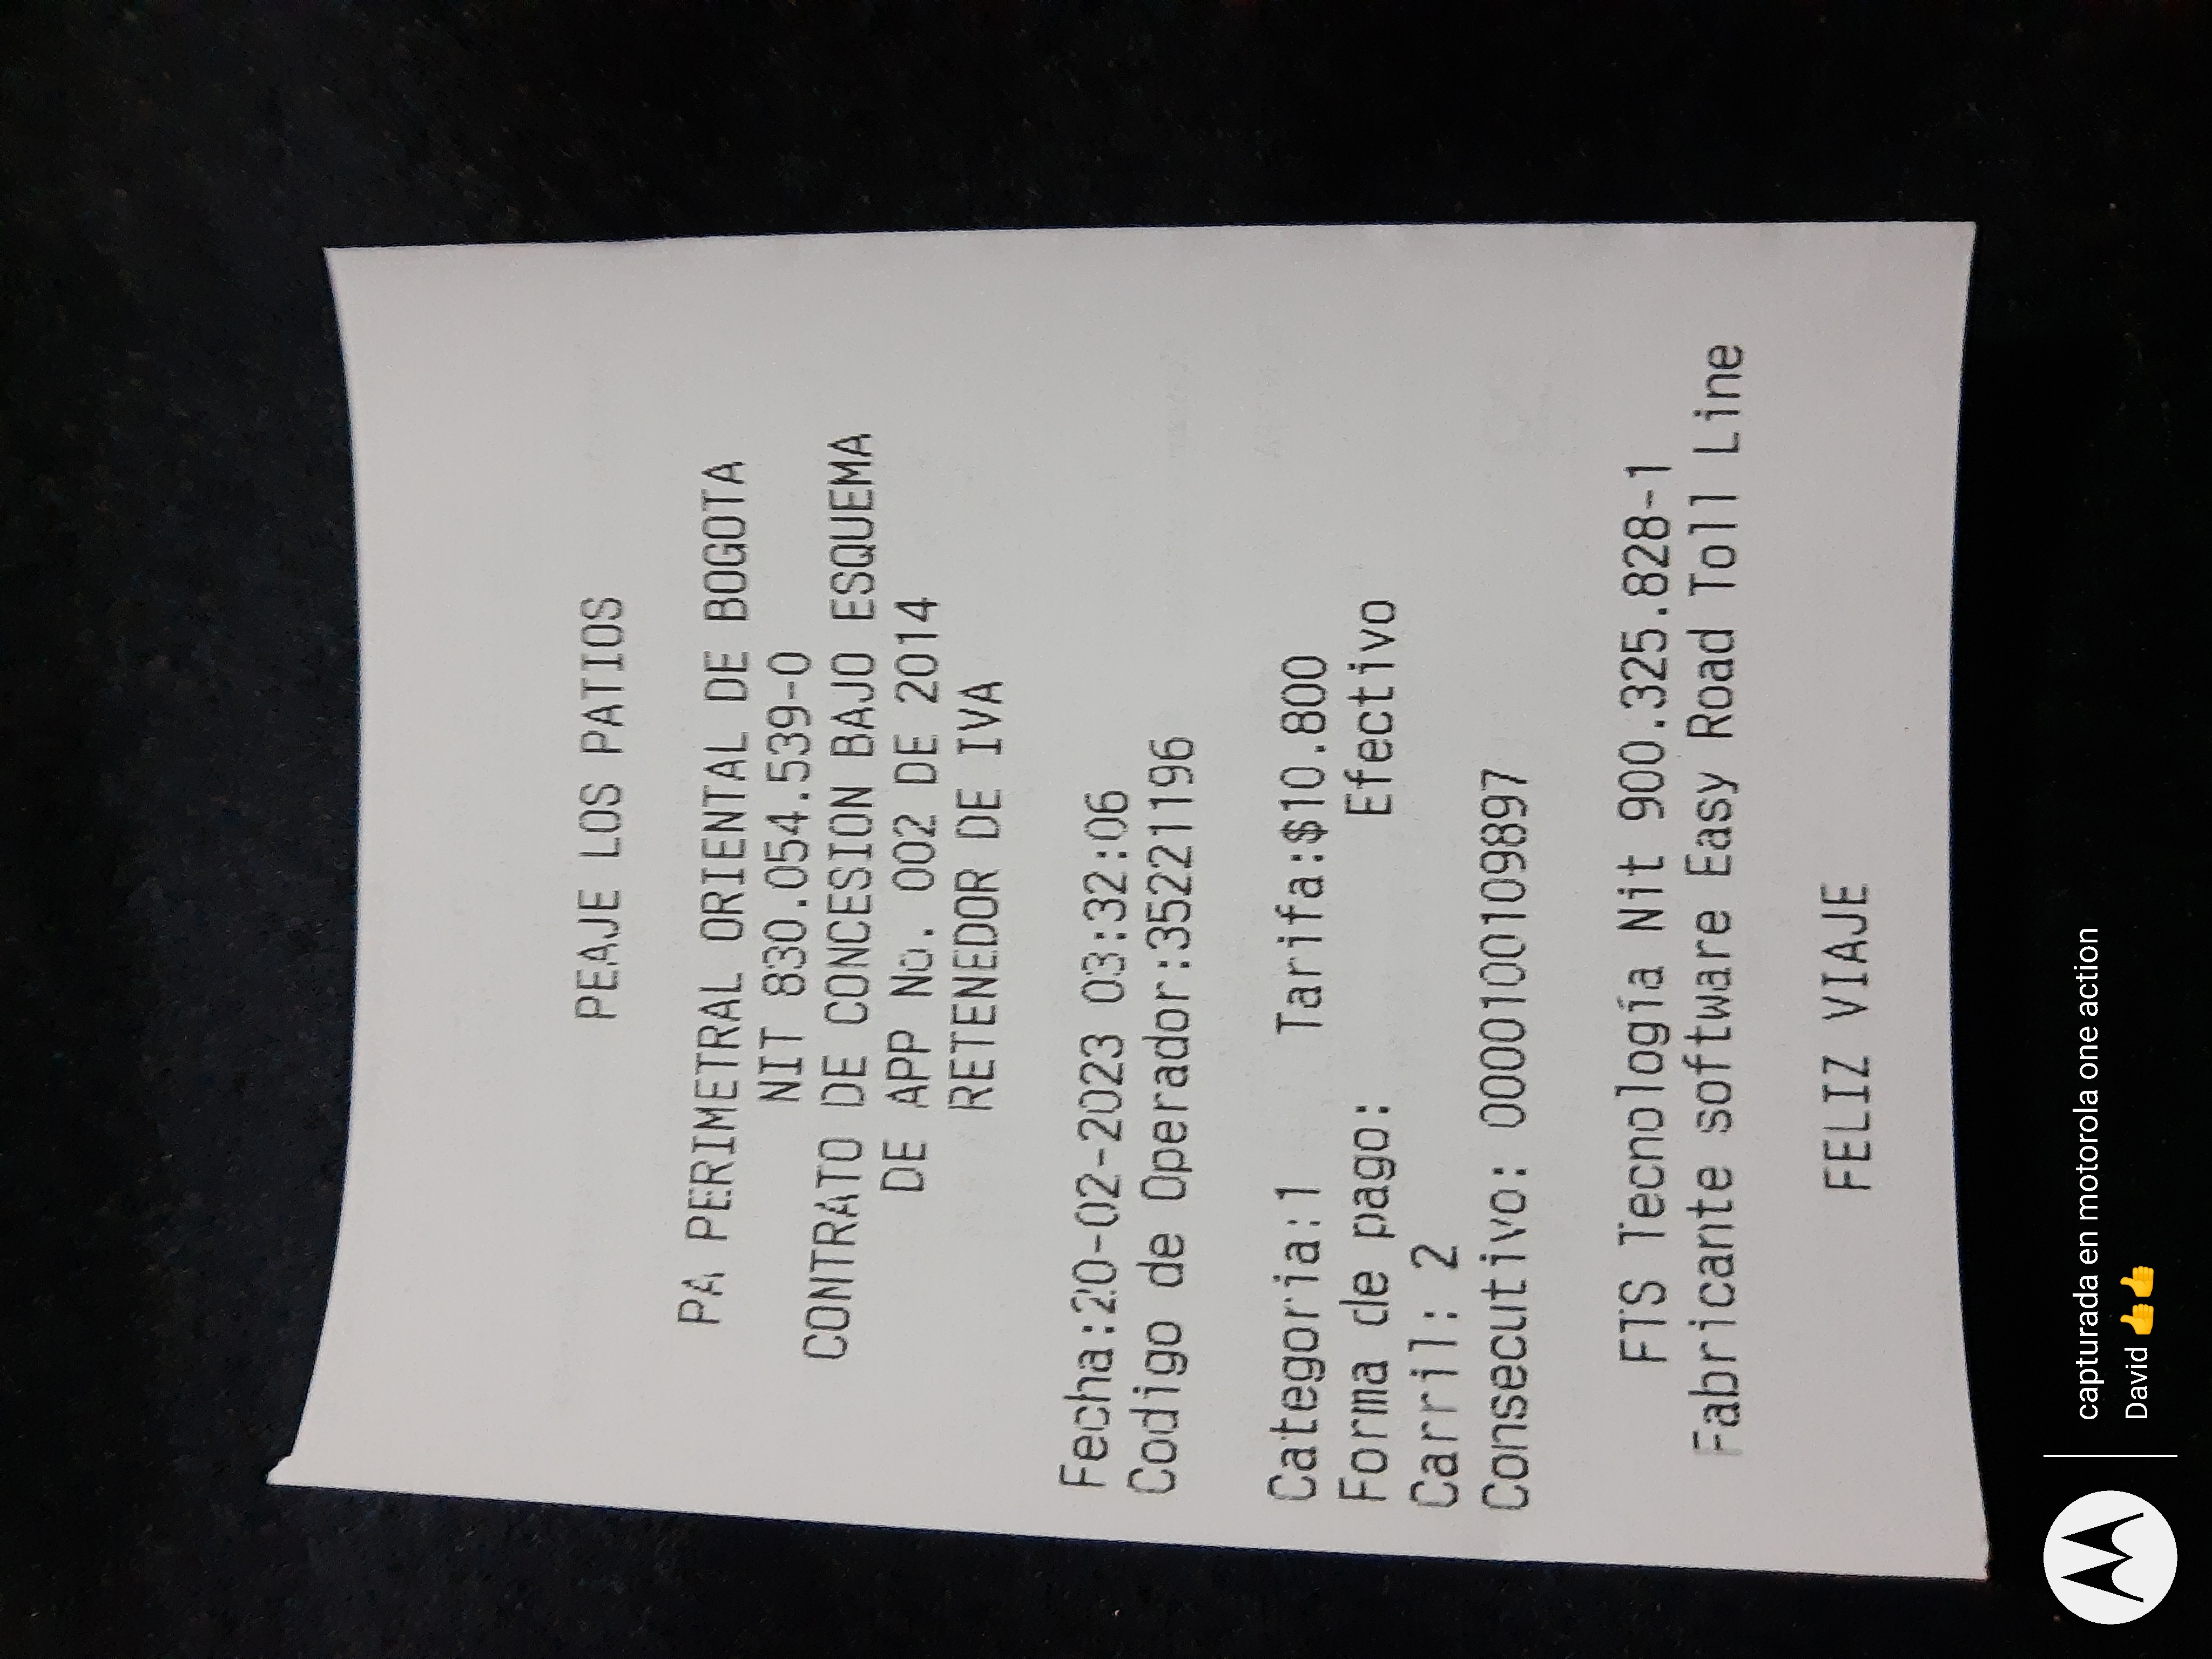 PEAJE LOS PATIOS
PA PERIMETRAL ORIENTAL DE BOGOTA
NIT 830.054.539-0
CONTRATO DE CONCESION BAJO ESQUEMA
DE APP No. 002 DE 2014
RETENEDOR DE IVA
Fecha:20-02-2023 03:32:06
Codigo de Operador:35221196
Categoria:1 Tarifa:$10.800
Forma de pago: Efectivo
Carril: 2
Consecutivo: 000010010109897
FTS Tecnología Nit 900.325.828-1
Fabricante software Easy Road Toll Line
FELIZ VIAJE
capturada en motorola one action
David 👍👍